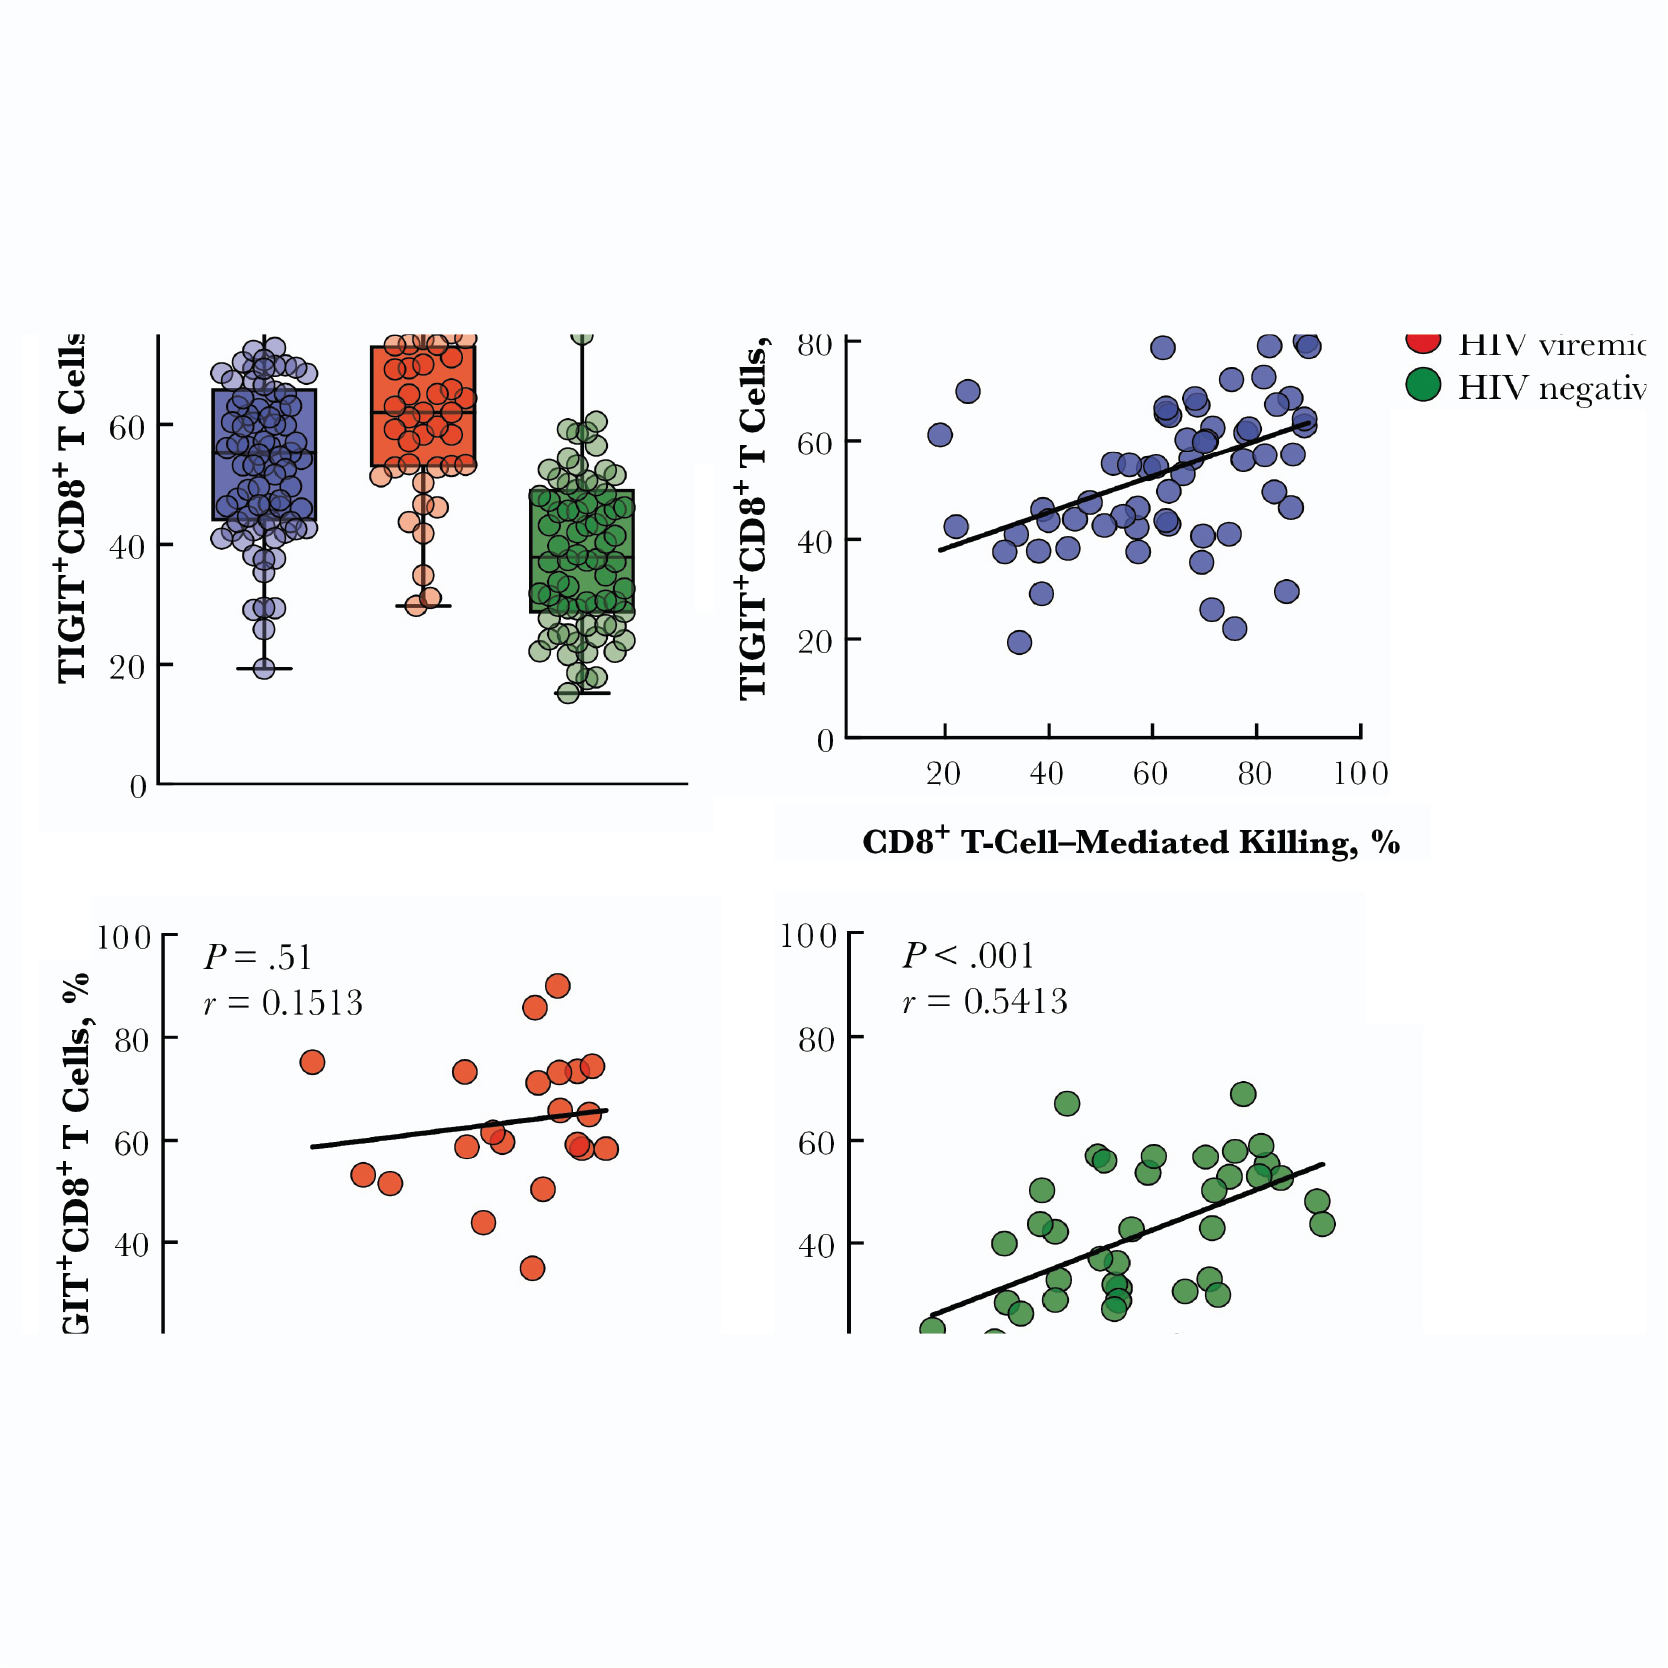 TIGIT⁺CD8⁺ T Cells
60
40
20
0
TIGIT⁺CD8⁺ T Cells,
80
60
40
20
0
20 40 60 80 100
CD8⁺ T-Cell–Mediated Killing, %
HIV viremic
HIV negativ
GIT⁺CD8⁺ T Cells, %
100
80
60
40
P = .51
r = 0.1513
100
80
60
40
P < .001
r = 0.5413